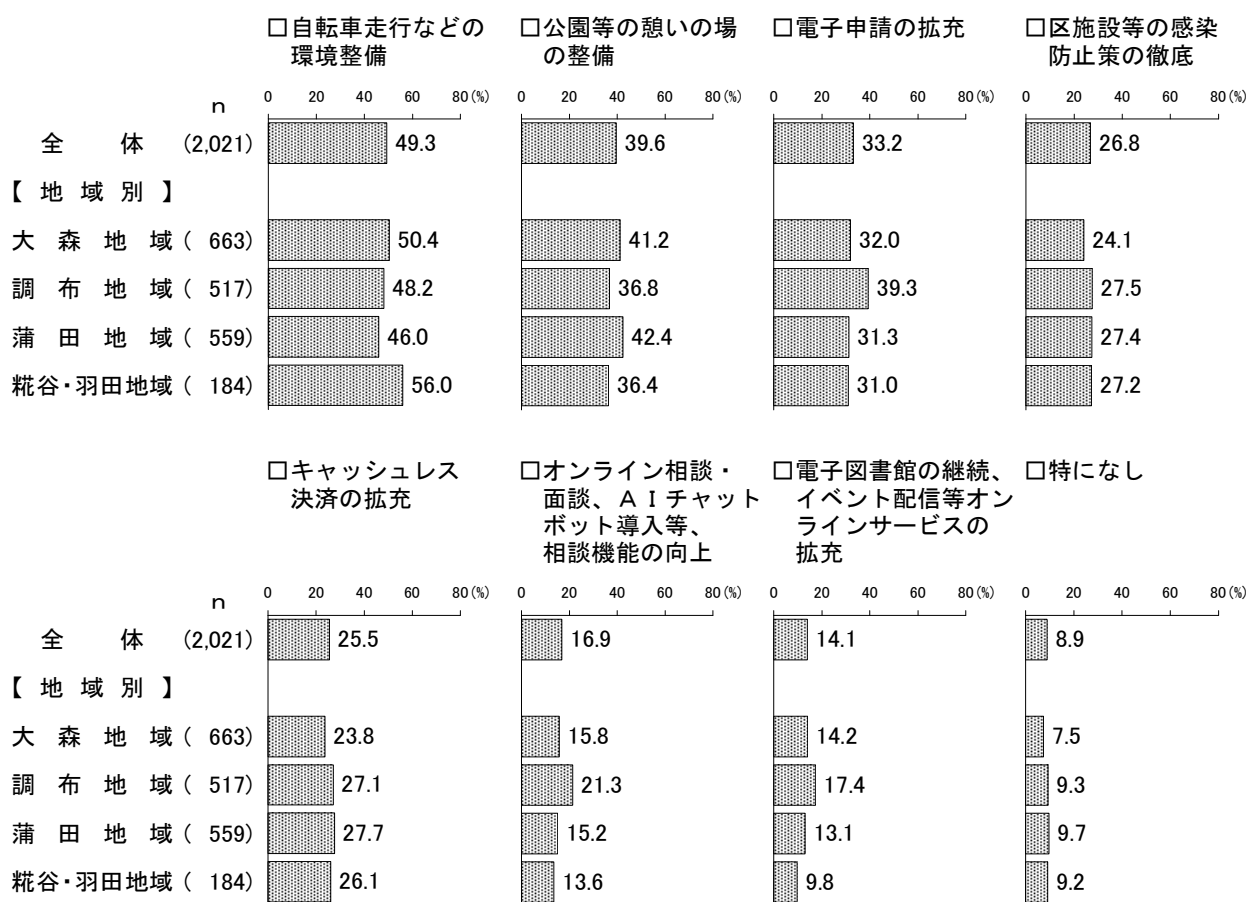 □自転車走行などの
環境整備
□公園等の憩いの場
の整備
□電子申請の拡充
□区施設等の感染
防止策の徹底
n
0 20 40 60 80(%)
0 20 40 60 80(%)
0 20 40 60 80(%)
0 20 40 60 80(%)
全体 (2,021) 49.3 39.6 33.2 26.8
【地域別】
大森地域( 663) 50.4 41.2 32.0 24.1
調布地域( 517) 48.2 36.8 39.3 27.5
蒲田地域( 559) 46.0 42.4 31.3 27.4
糀谷・羽田地域( 184) 56.0 36.4 31.0 27.2
□キャッシュレス
決済の拡充
□オンライン相談・
面談、ＡＩチャット
ボット導入等、
相談機能の向上
□電子図書館の継続、
イベント配信等オン
ラインサービスの
拡充
□特になし
n
0 20 40 60 80(%)
0 20 40 60 80(%)
0 20 40 60 80(%)
0 20 40 60 80(%)
全体 (2,021) 25.5 16.9 14.1 8.9
【地域別】
大森地域( 663) 23.8 15.8 14.2 7.5
調布地域( 517) 27.1 21.3 17.4 9.3
蒲田地域( 559) 27.7 15.2 13.1 9.7
糀谷・羽田地域( 184) 26.1 13.6 9.8 9.2